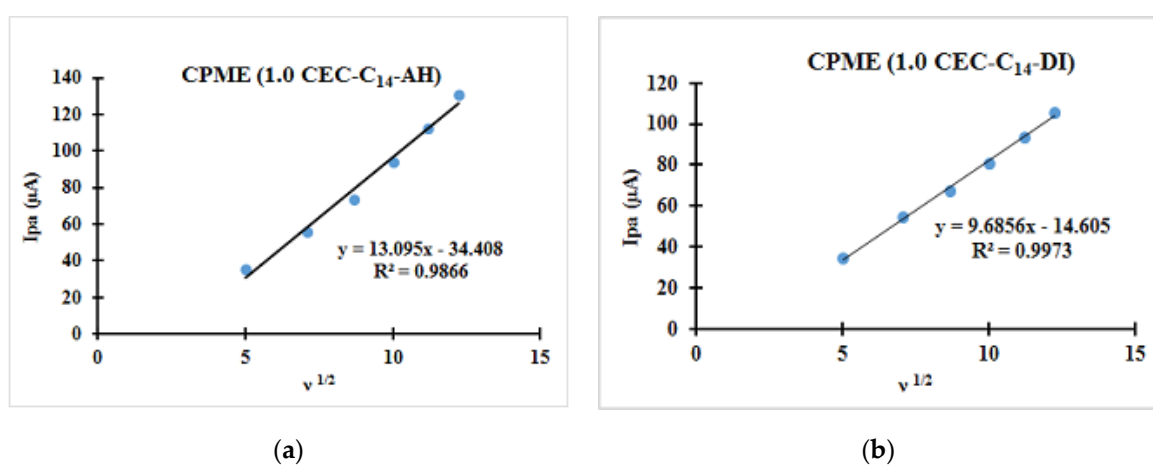 CPME (1.0 CEC-C₁₄-AH)
140
120
100
80
60
40
20
0
Ipa (µA)
y = 13.095x - 34.408
R² = 0.9866
0 5 10 15
ν ¹/²
(a)
CPME (1.0 CEC-C₁₄-DI)
120
100
80
60
40
20
0
Ipa (µA)
y = 9.6856x - 14.605
R² = 0.9973
0 5 10 15
ν ¹/²
(b)